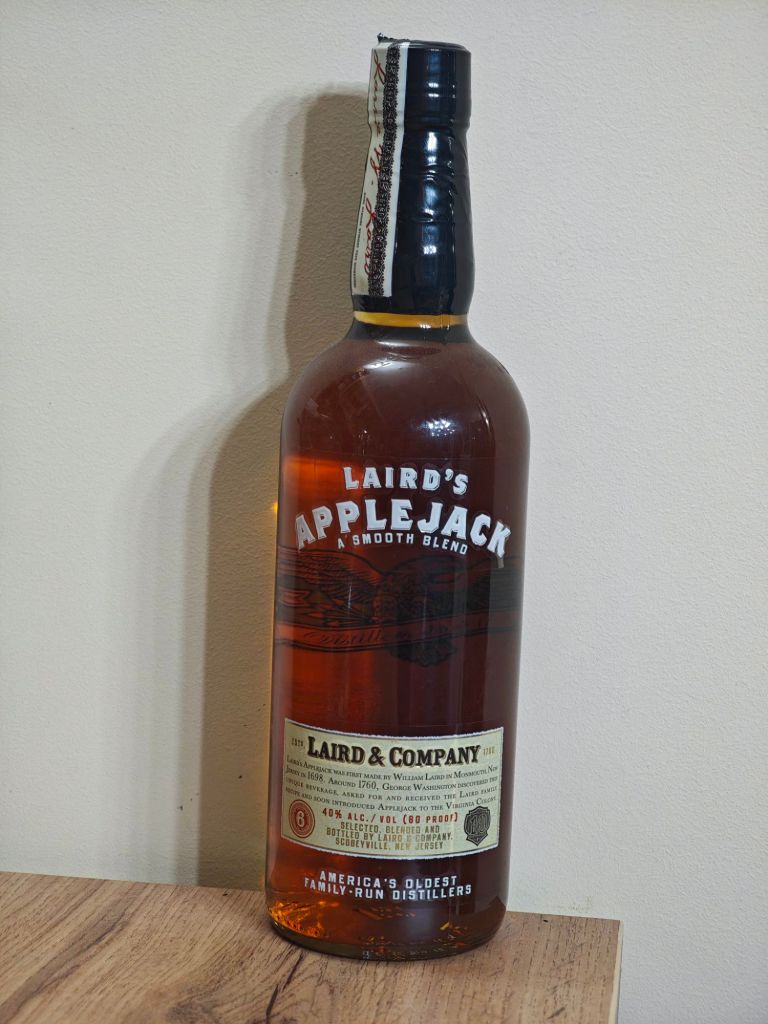 LAIRD'S
APPLEJACK
A SMOOTH BLEND
Distillers
ESTD. LAIRD & COMPANY 1780
LAIRD'S APPLEJACK WAS FIRST MADE BY WILLIAM LAIRD IN MONMOUTH, NEW
JERSEY IN 1698. AROUND 1760, GEORGE WASHINGTON DISCOVERED THIS
UNIQUE BEVERAGE, ASKED FOR AND RECEIVED THE LAIRD FAMILY
RECIPE AND SOON INTRODUCED APPLEJACK TO THE VIRGINIA COLONY.
6
40% ALC./VOL (80 PROOF)
SELECTED, BLENDED AND
BOTTLED BY LAIRD & COMPANY,
SCOBEYVILLE, NEW JERSEY
AMERICA'S OLDEST
FAMILY-RUN DISTILLERS